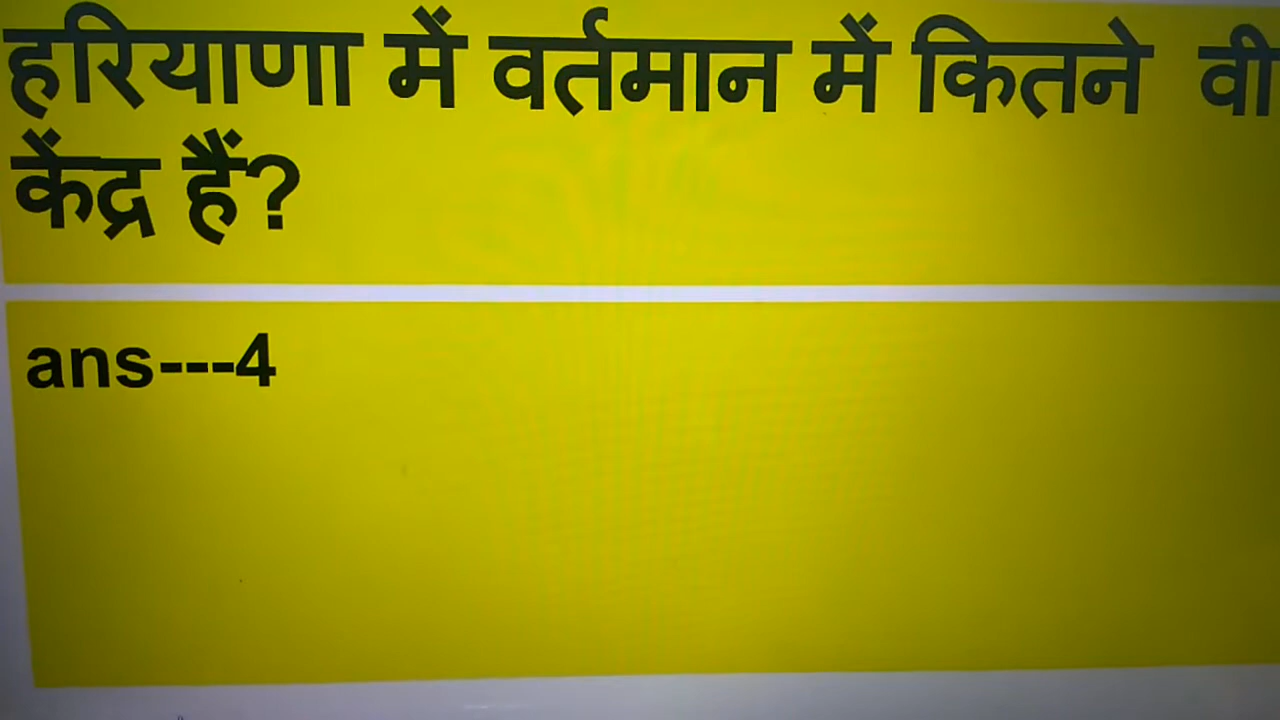 हरियाणा में वर्तमान में कितने
केंद्र हैं?
ans---4